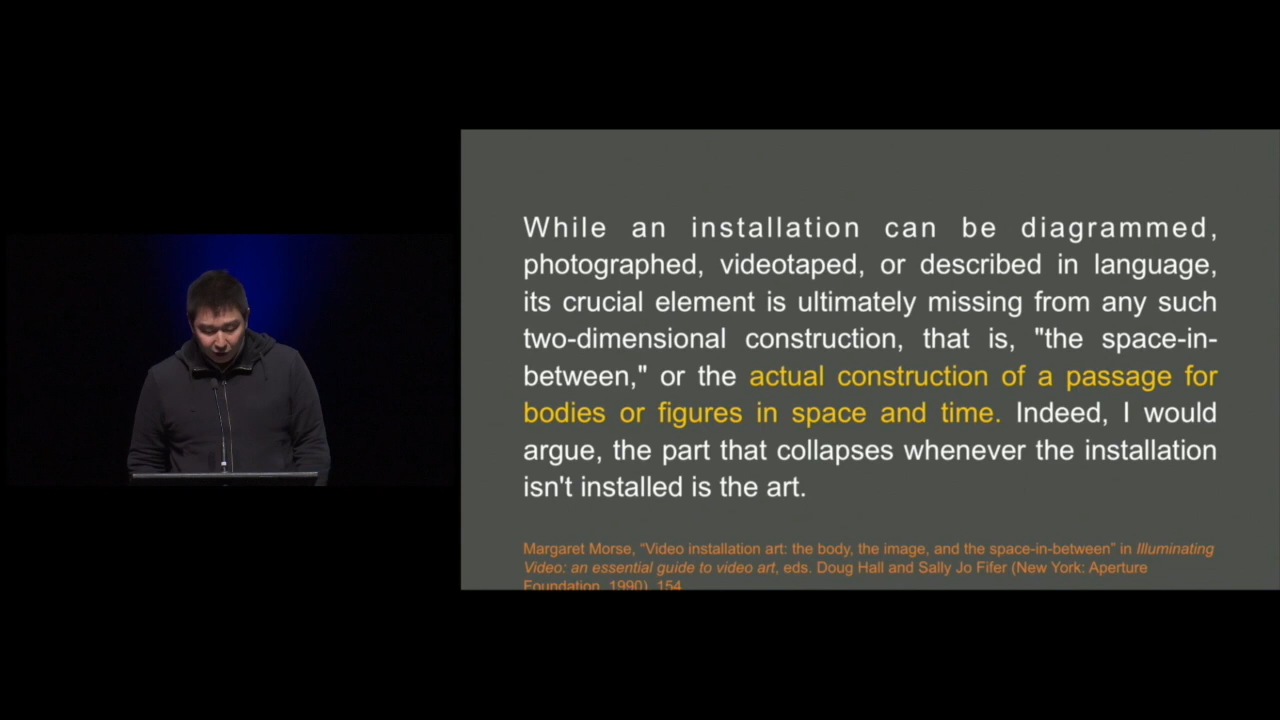 While an installation can be diagrammed,
photographed, videotaped, or described in language,
its crucial element is ultimately missing from any such
two-dimensional construction, that is, "the space-in-
between," or the actual construction of a passage for
bodies or figures in space and time. Indeed, I would
argue, the part that collapses whenever the installation
isn't installed is the art.
Margaret Morse, “Video installation art: the body, the image, and the space-in-between” in Illuminating
Video: an essential guide to video art, eds. Doug Hall and Sally Jo Fifer (New York: Aperture
Foundation, 1990), 154